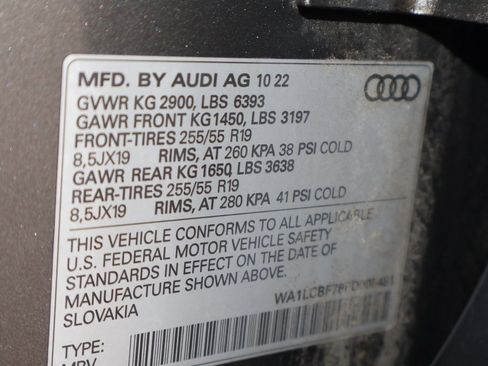 MFD. BY AUDI AG 10 22
GVWR KG 2900, LBS 6393
GAWR FRONT KG 1450, LBS 3197
FRONT-TIRES 255/55 R19
8,5JX19 RIMS, AT 260 KPA 38 PSI COLD
GAWR REAR KG 1650, LBS 3638
REAR-TIRES 255/55 R19
8,5JX19 RIMS, AT 280 KPA 41 PSI COLD
THIS VEHICLE CONFORMS TO ALL APPLICABLE
U.S. FEDERAL MOTOR VEHICLE SAFETY
STANDARDS IN EFFECT ON THE DATE OF
MANUFACTURE SHOWN ABOVE.
SLOVAKIA
TYPE: